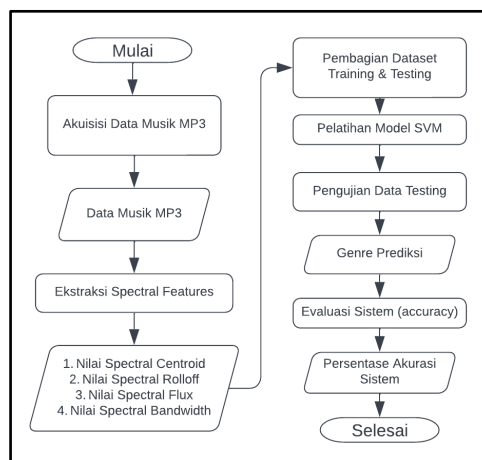 Mulai
Akuisisi Data Musik MP3
Data Musik MP3
Ekstraksi Spectral Features
1. Nilai Spectral Centroid
2. Nilai Spectral Rolloff
3. Nilai Spectral Flux
4. Nilai Spectral Bandwidth
Pembagian Dataset
Training & Testing
Pelatihan Model SVM
Pengujian Data Testing
Genre Prediksi
Evaluasi Sistem (accuracy)
Persentase Akurasi
Sistem
Selesai